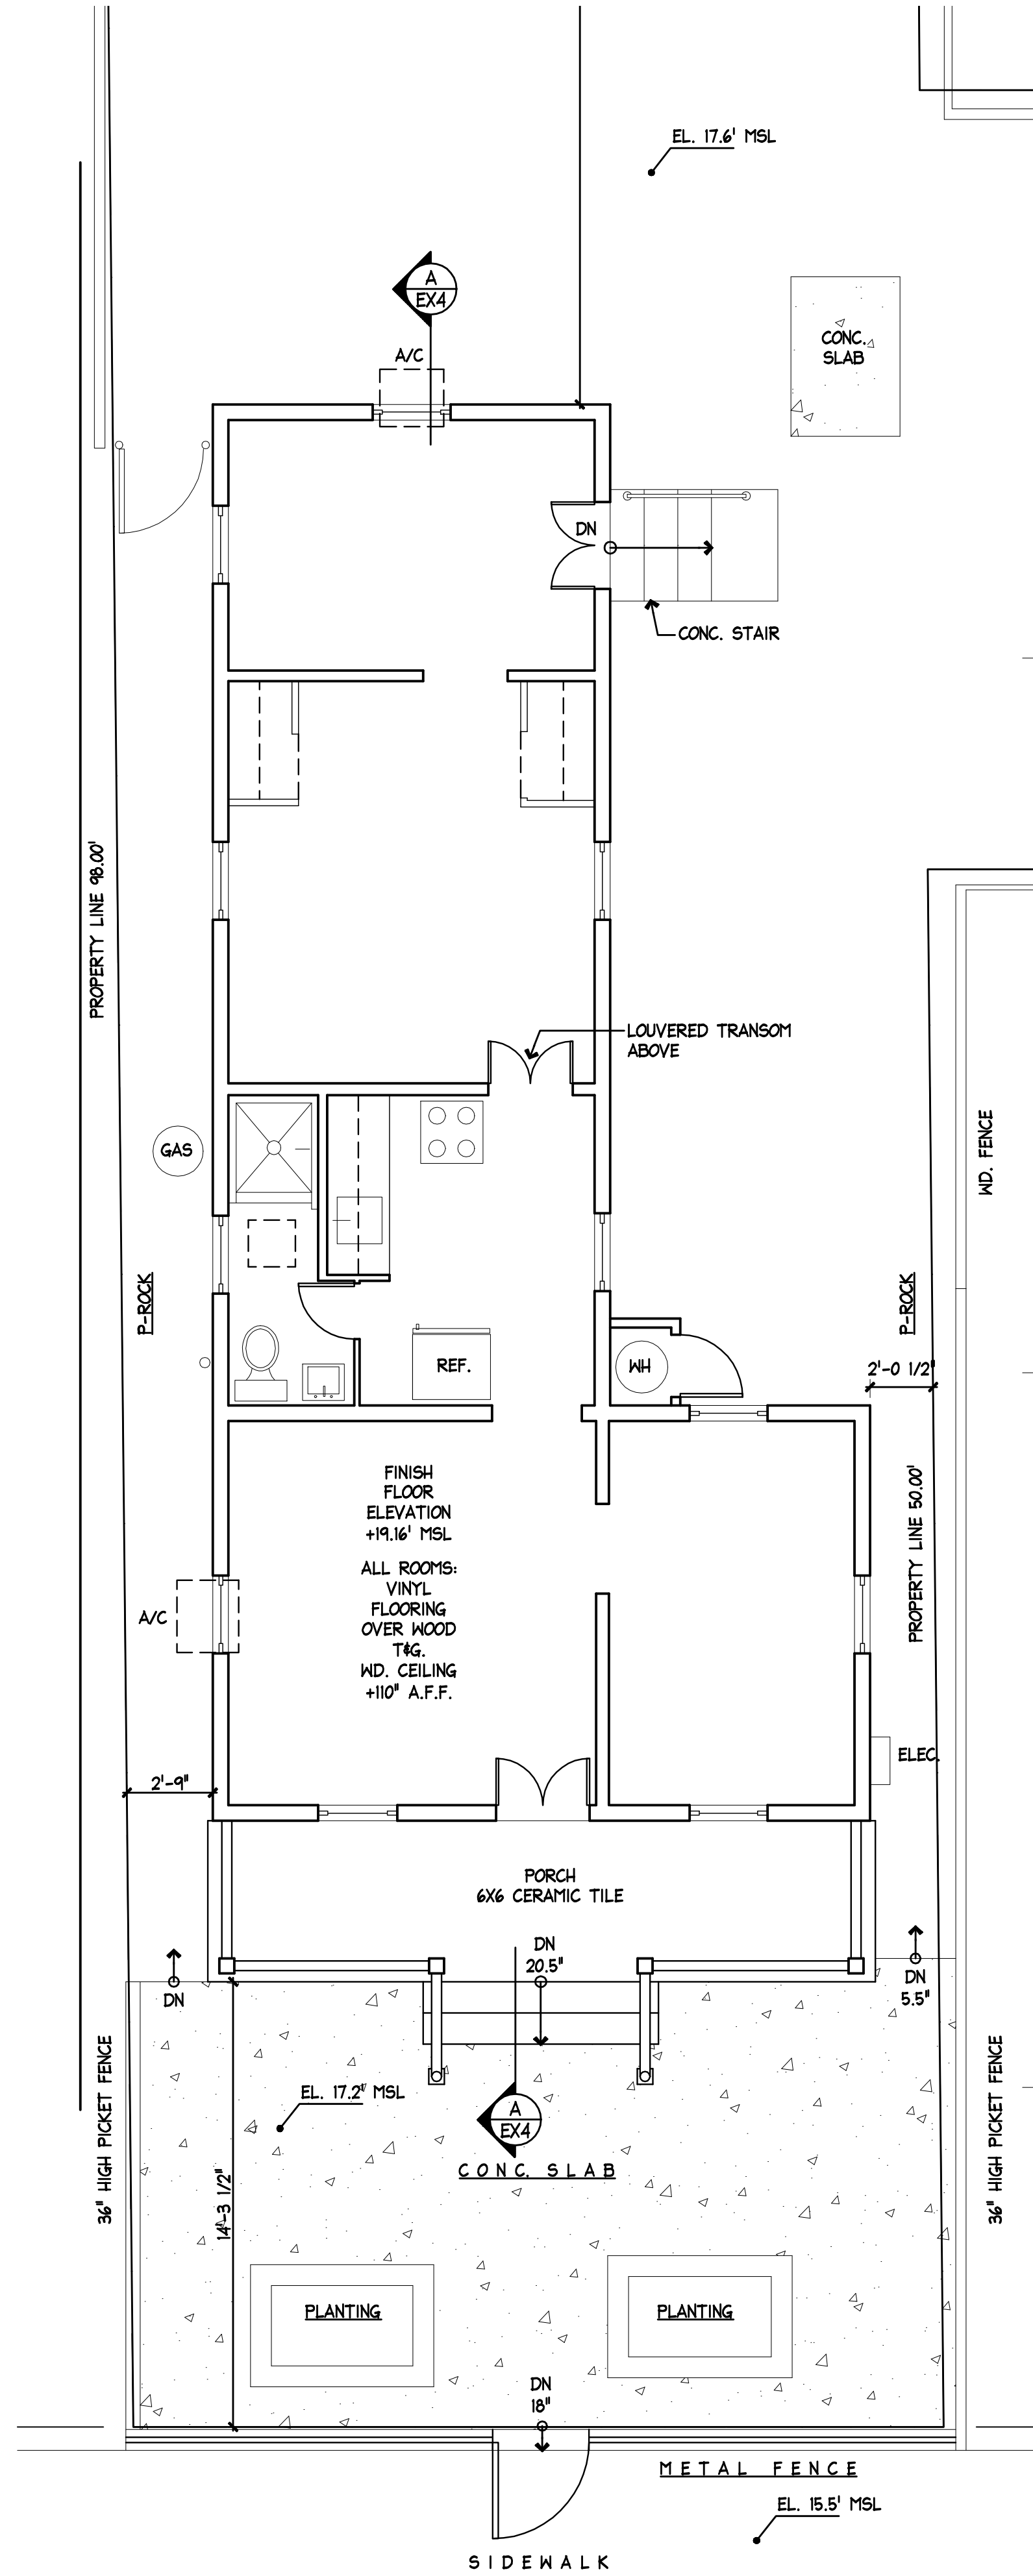 EL. 17.6' MSL
A
EX4
A/C
CONC.
SLAB
DN
CONC. STAIR
PROPERTY LINE 98.00'
LOUVERED TRANSOM
ABOVE
GAS
WD. FENCE
P-ROCK
P-ROCK
REF.
WH
2'-0 1/2"
FINISH
FLOOR
ELEVATION
+19.16' MSL
ALL ROOMS:
VINYL
FLOORING
OVER WOOD
T&G.
WD. CEILING
+110" A.F.F.
PROPERTY LINE 50.00'
A/C
ELEC.
2'-9"
PORCH
6X6 CERAMIC TILE
DN
20.5"
DN
DN
5.5"
36" HIGH PICKET FENCE
36" HIGH PICKET FENCE
EL. 17.2' MSL
A
EX4
CONC. SLAB
14'-3 1/2"
PLANTING
PLANTING
DN
18"
METAL FENCE
EL. 15.5' MSL
SIDEWALK